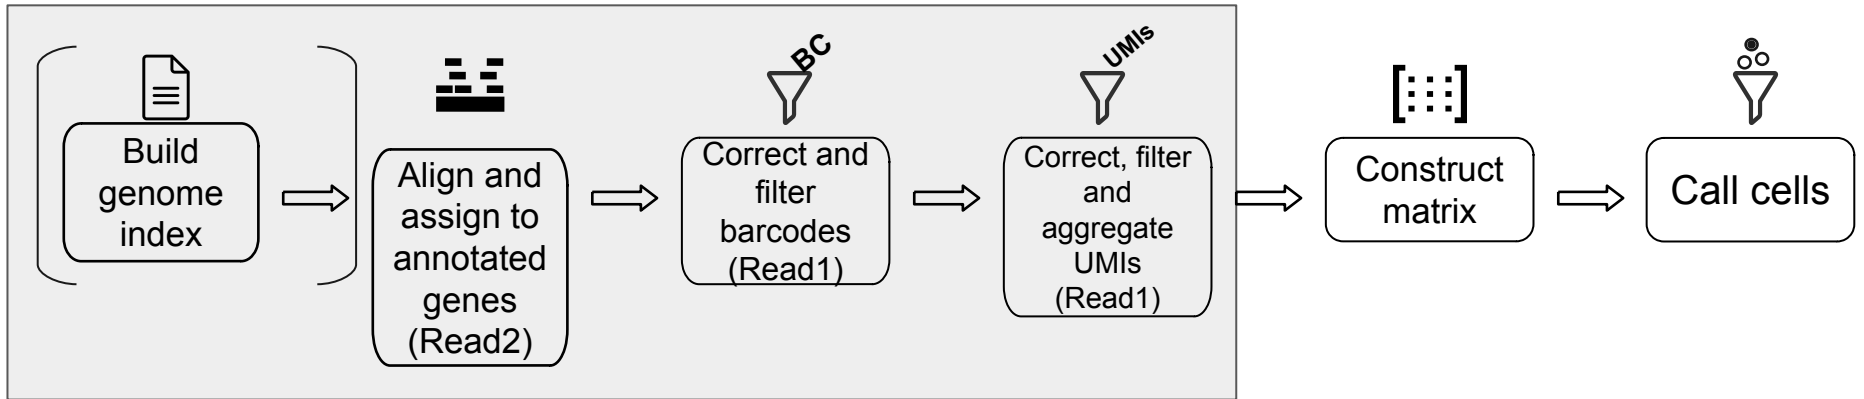 Build
genome
index
Align and
assign to
annotated
genes
(Read2)
BC
Correct and
filter
barcodes
(Read1)
UMIs
Correct, filter
and
aggregate
UMIs
(Read1)
Construct
matrix
Call cells